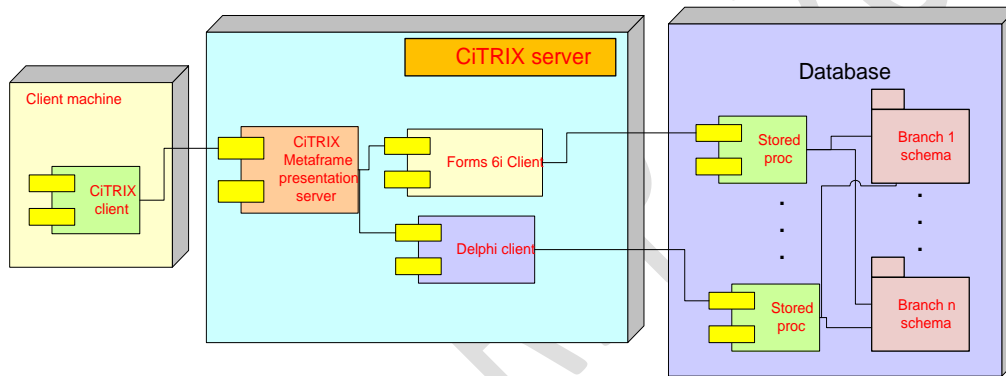 Client machine
CiTRIX
client
CiTRIX server
CiTRIX
Metaframe
presentation
server
Forms 6i Client
Delphi client
Database
Stored
proc
Branch 1
schema
Stored
proc
Branch n
schema